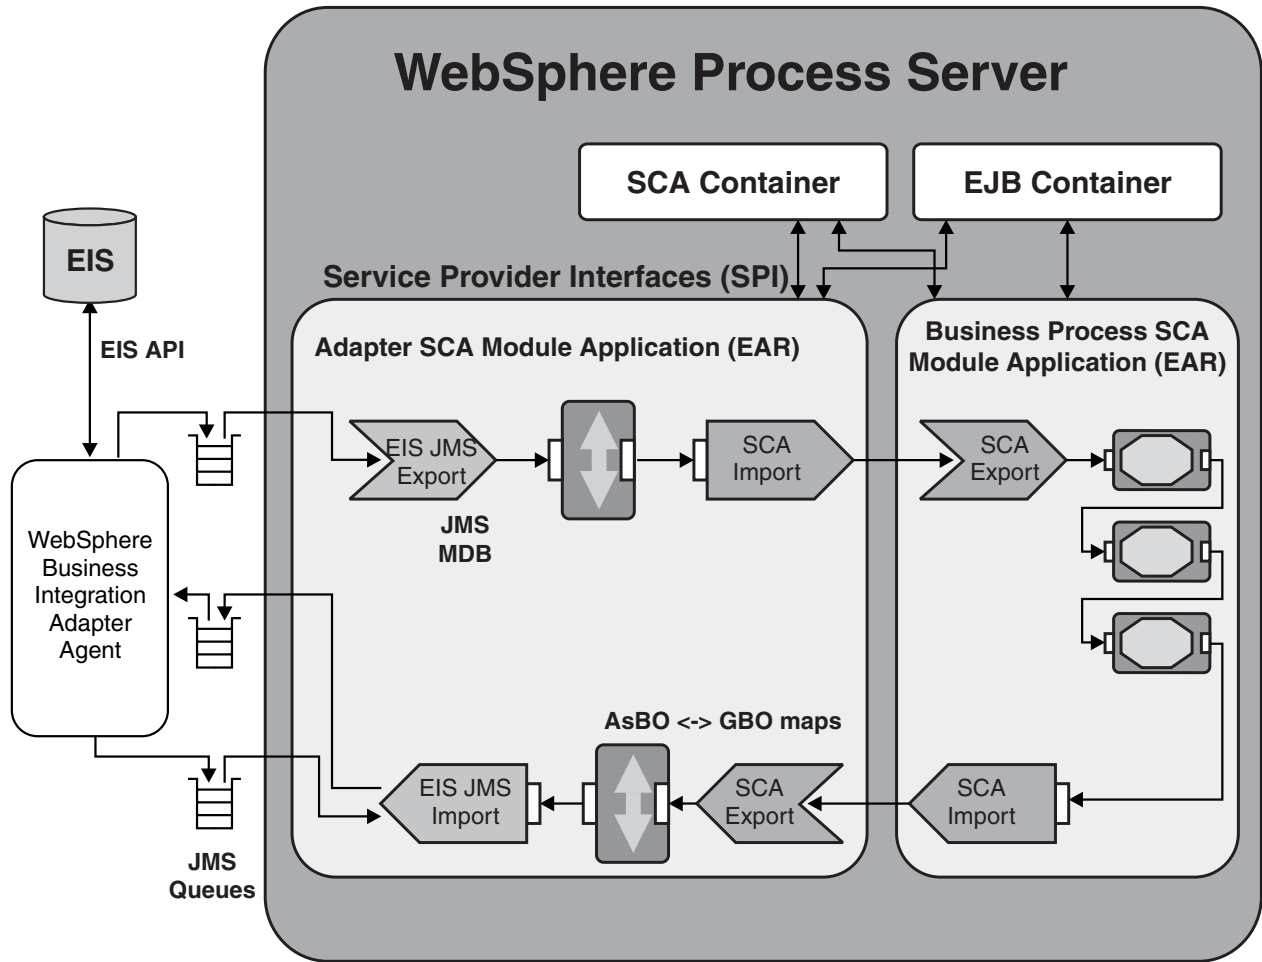 WebSphere Process Server
SCA Container
EJB Container
EIS
Service Provider Interfaces (SPI)
EIS API
Adapter SCA Module Application (EAR)
Business Process SCA
Module Application (EAR)
EIS JMS
Export
SCA
Import
SCA
Export
JMS
MDB
WebSphere
Business
Integration
Adapter
Agent
AsBO <-> GBO maps
EIS JMS
Import
SCA
Export
SCA
Import
JMS
Queues